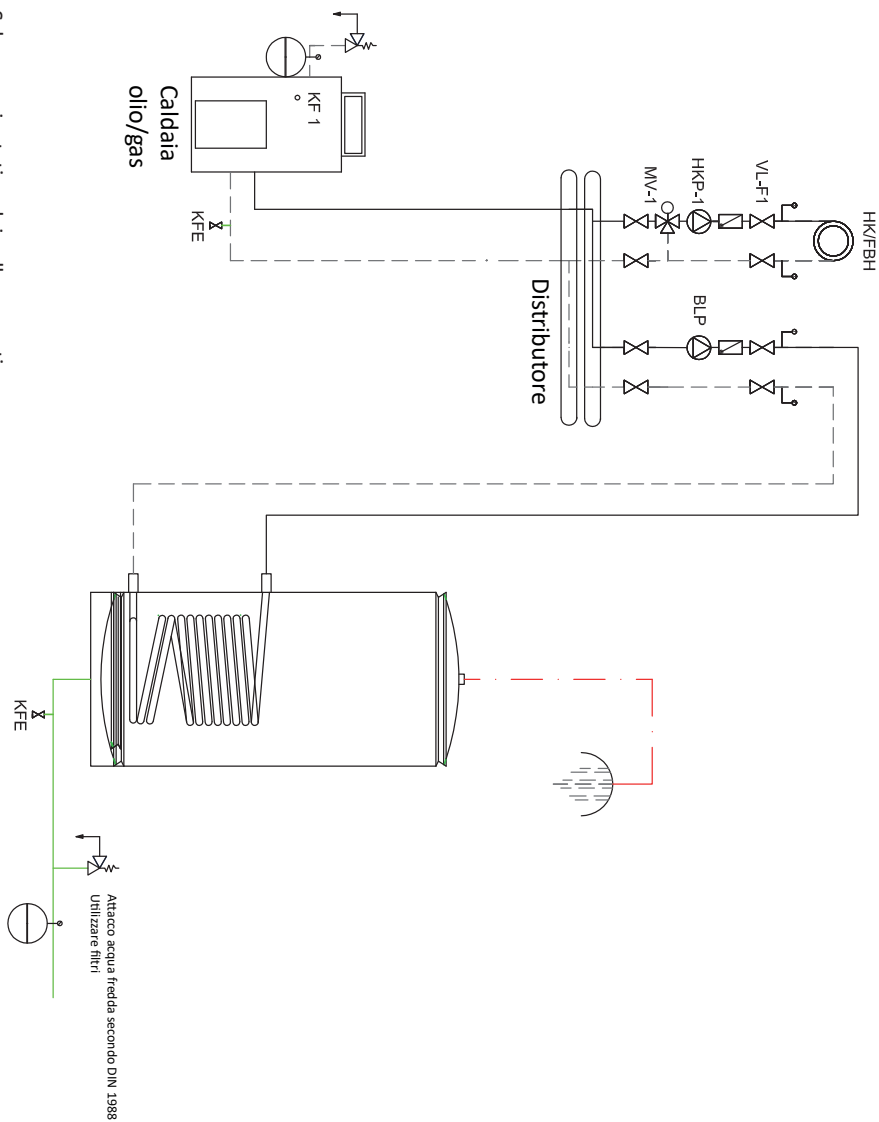 HK/FBH
VL-F1
HKP-1
MV-1
BLP
Distributore
KF 1
Caldaia
olio/gas
KFE
KFE
Attacco acqua fredda secondo DIN 1988
Utilizzare filtri